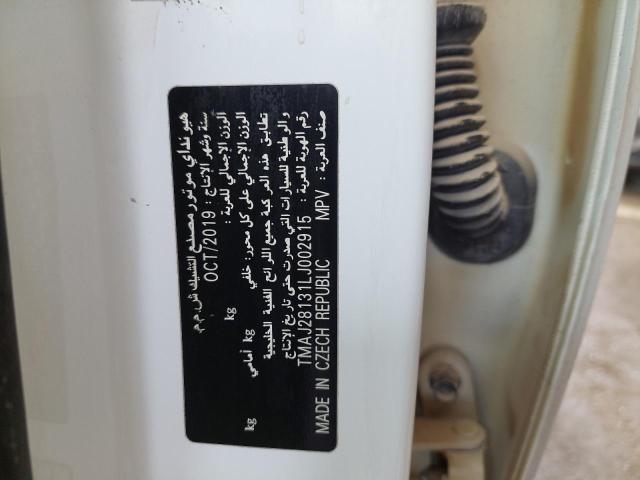 هيونداي موتور مصنع التشيك ش.م.م.
سنة وشهر الإنتاج : OCT/2019
الوزن الإجمالي للعربة : kg
الوزن الإجمالي على كل محور: خلفي kg أمامي kg
تطابق هذه المركبة جميع اللوائح الفنية الخليجية
والوطنية للسيارات التي صدرت حتى تاريخ الإنتاج
رقم الهوية للعربة : TMAJ28131LJ002915
صنف العربة : MPV MADE IN CZECH REPUBLIC